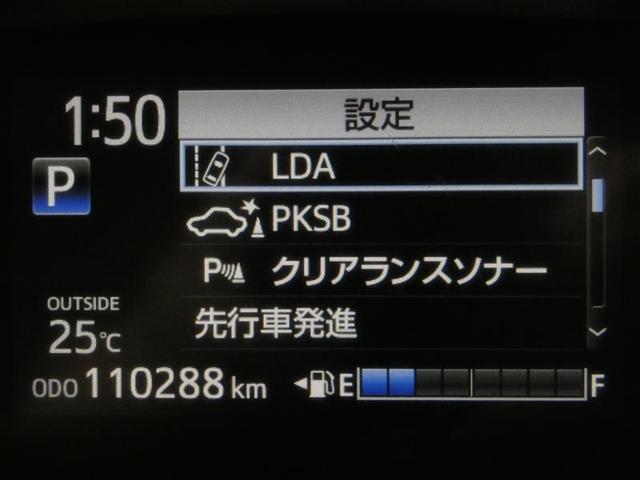 1:50
設定
LDA
P
PKSB
P クリアランスソナー
OUTSIDE
25℃
先行車発進
ODO 110288 km
E F